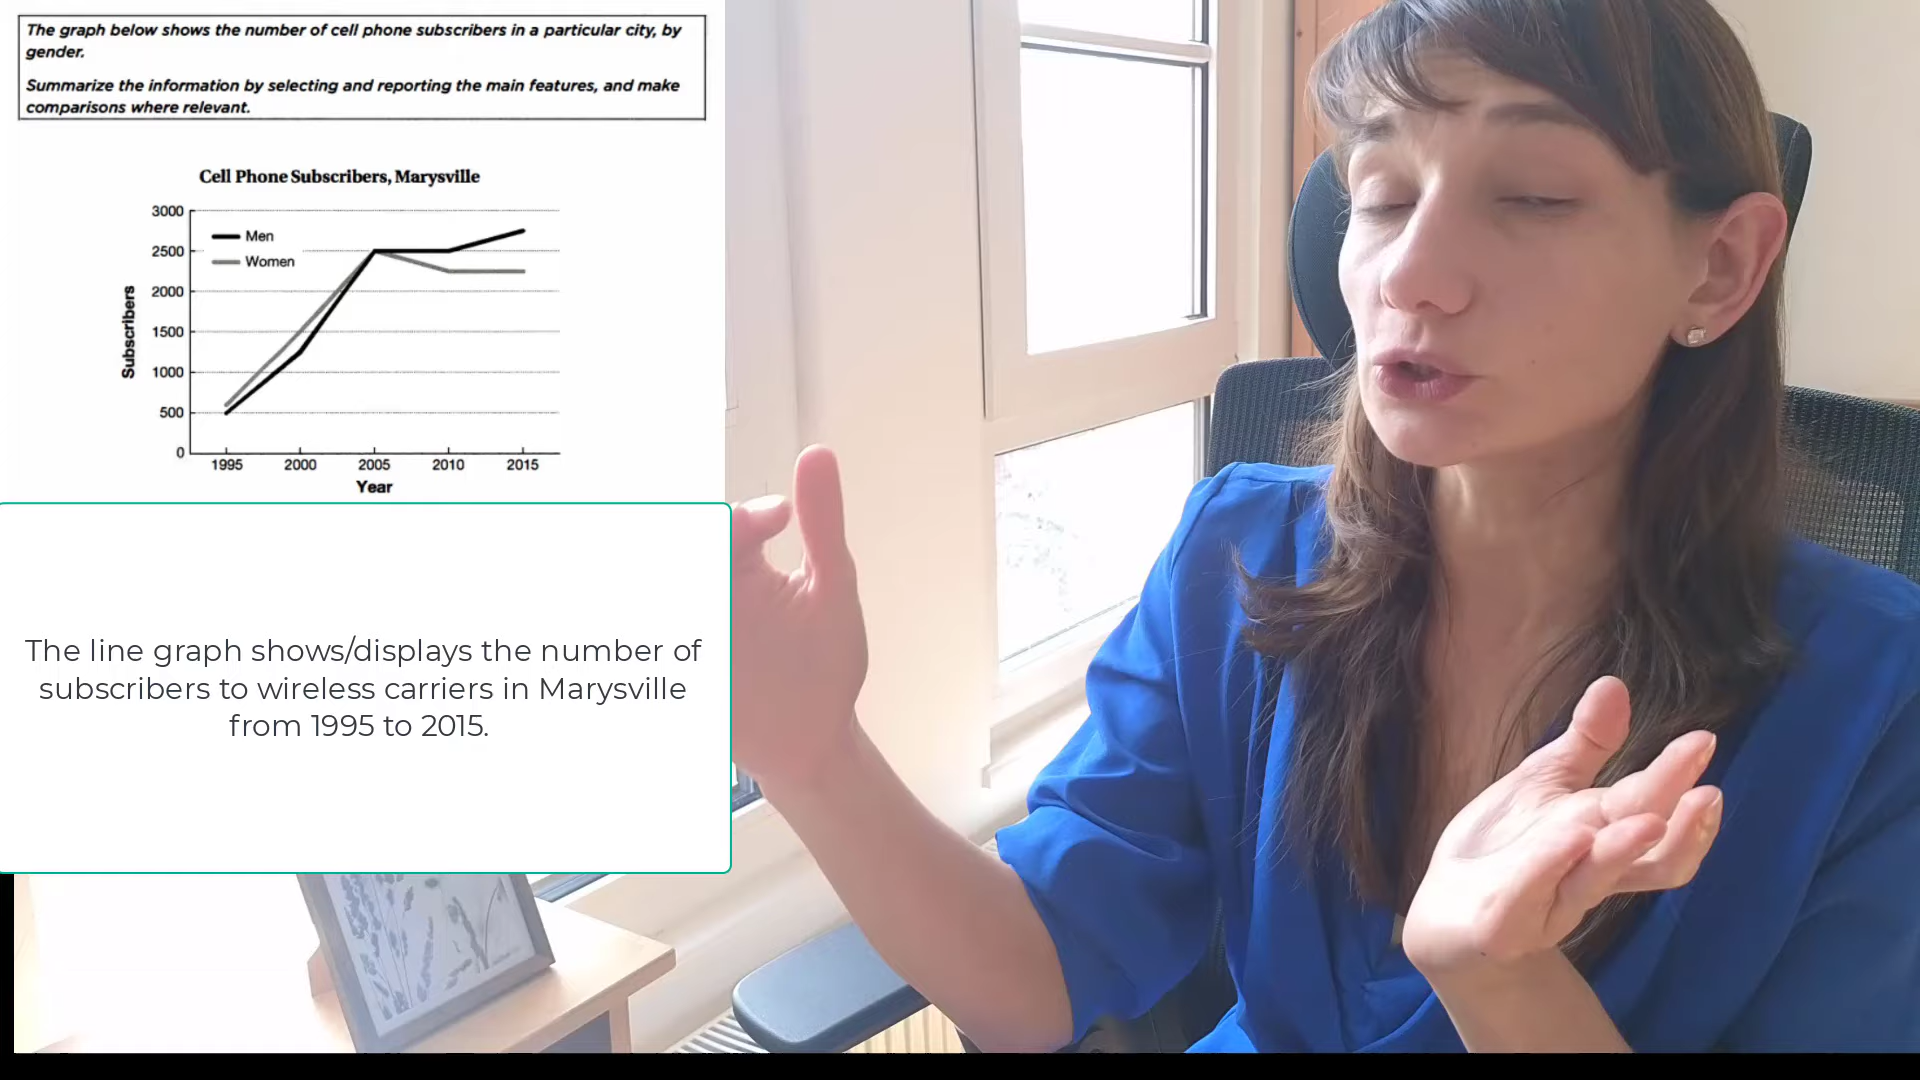 The graph below shows the number of cell phone subscribers in a particular city, by
gender.
Summarize the information by selecting and reporting the main features, and make
comparisons where relevant.
Cell Phone Subscribers, Marysville
3000
2500
2000
1500
1000
500
0
Men
Women
Subscribers
1995 2000 2005 2010 2015
Year
The line graph shows/displays the number of
subscribers to wireless carriers in Marysville
from 1995 to 2015.